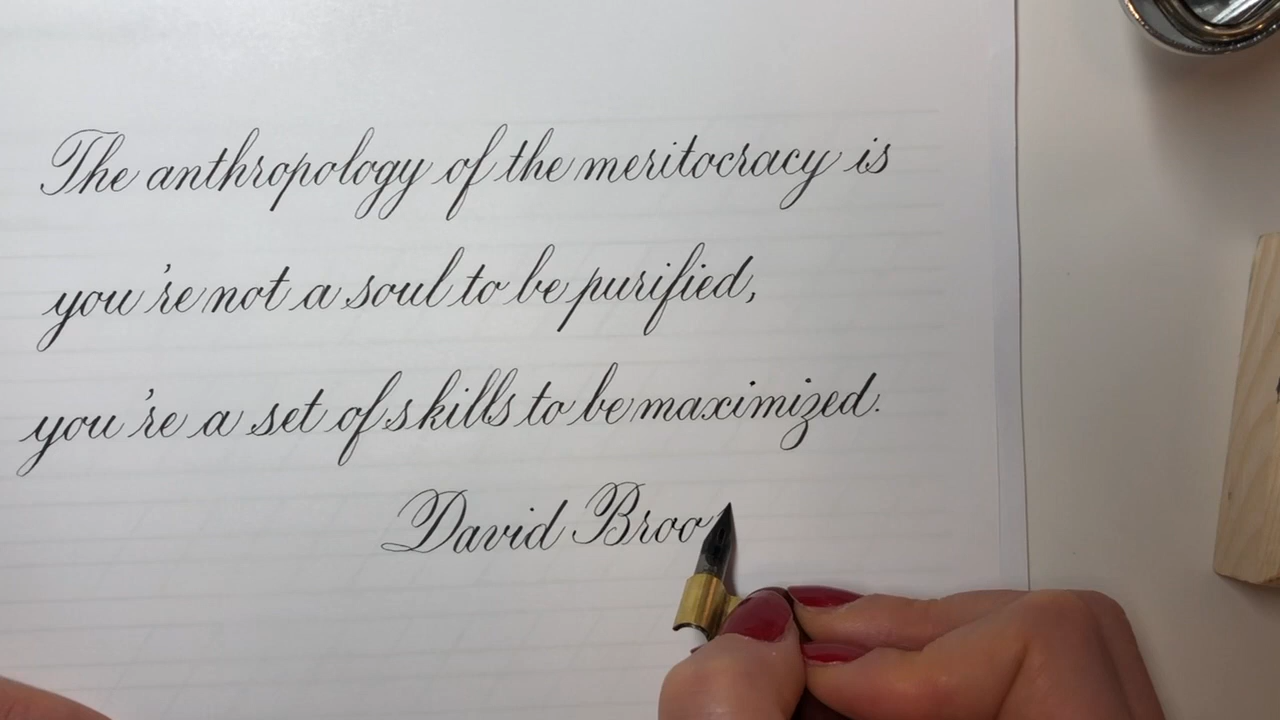 The anthropology of the meritocracy is
you're not a soul to be purified,
you're a set of skills to be maximized.
David Broo